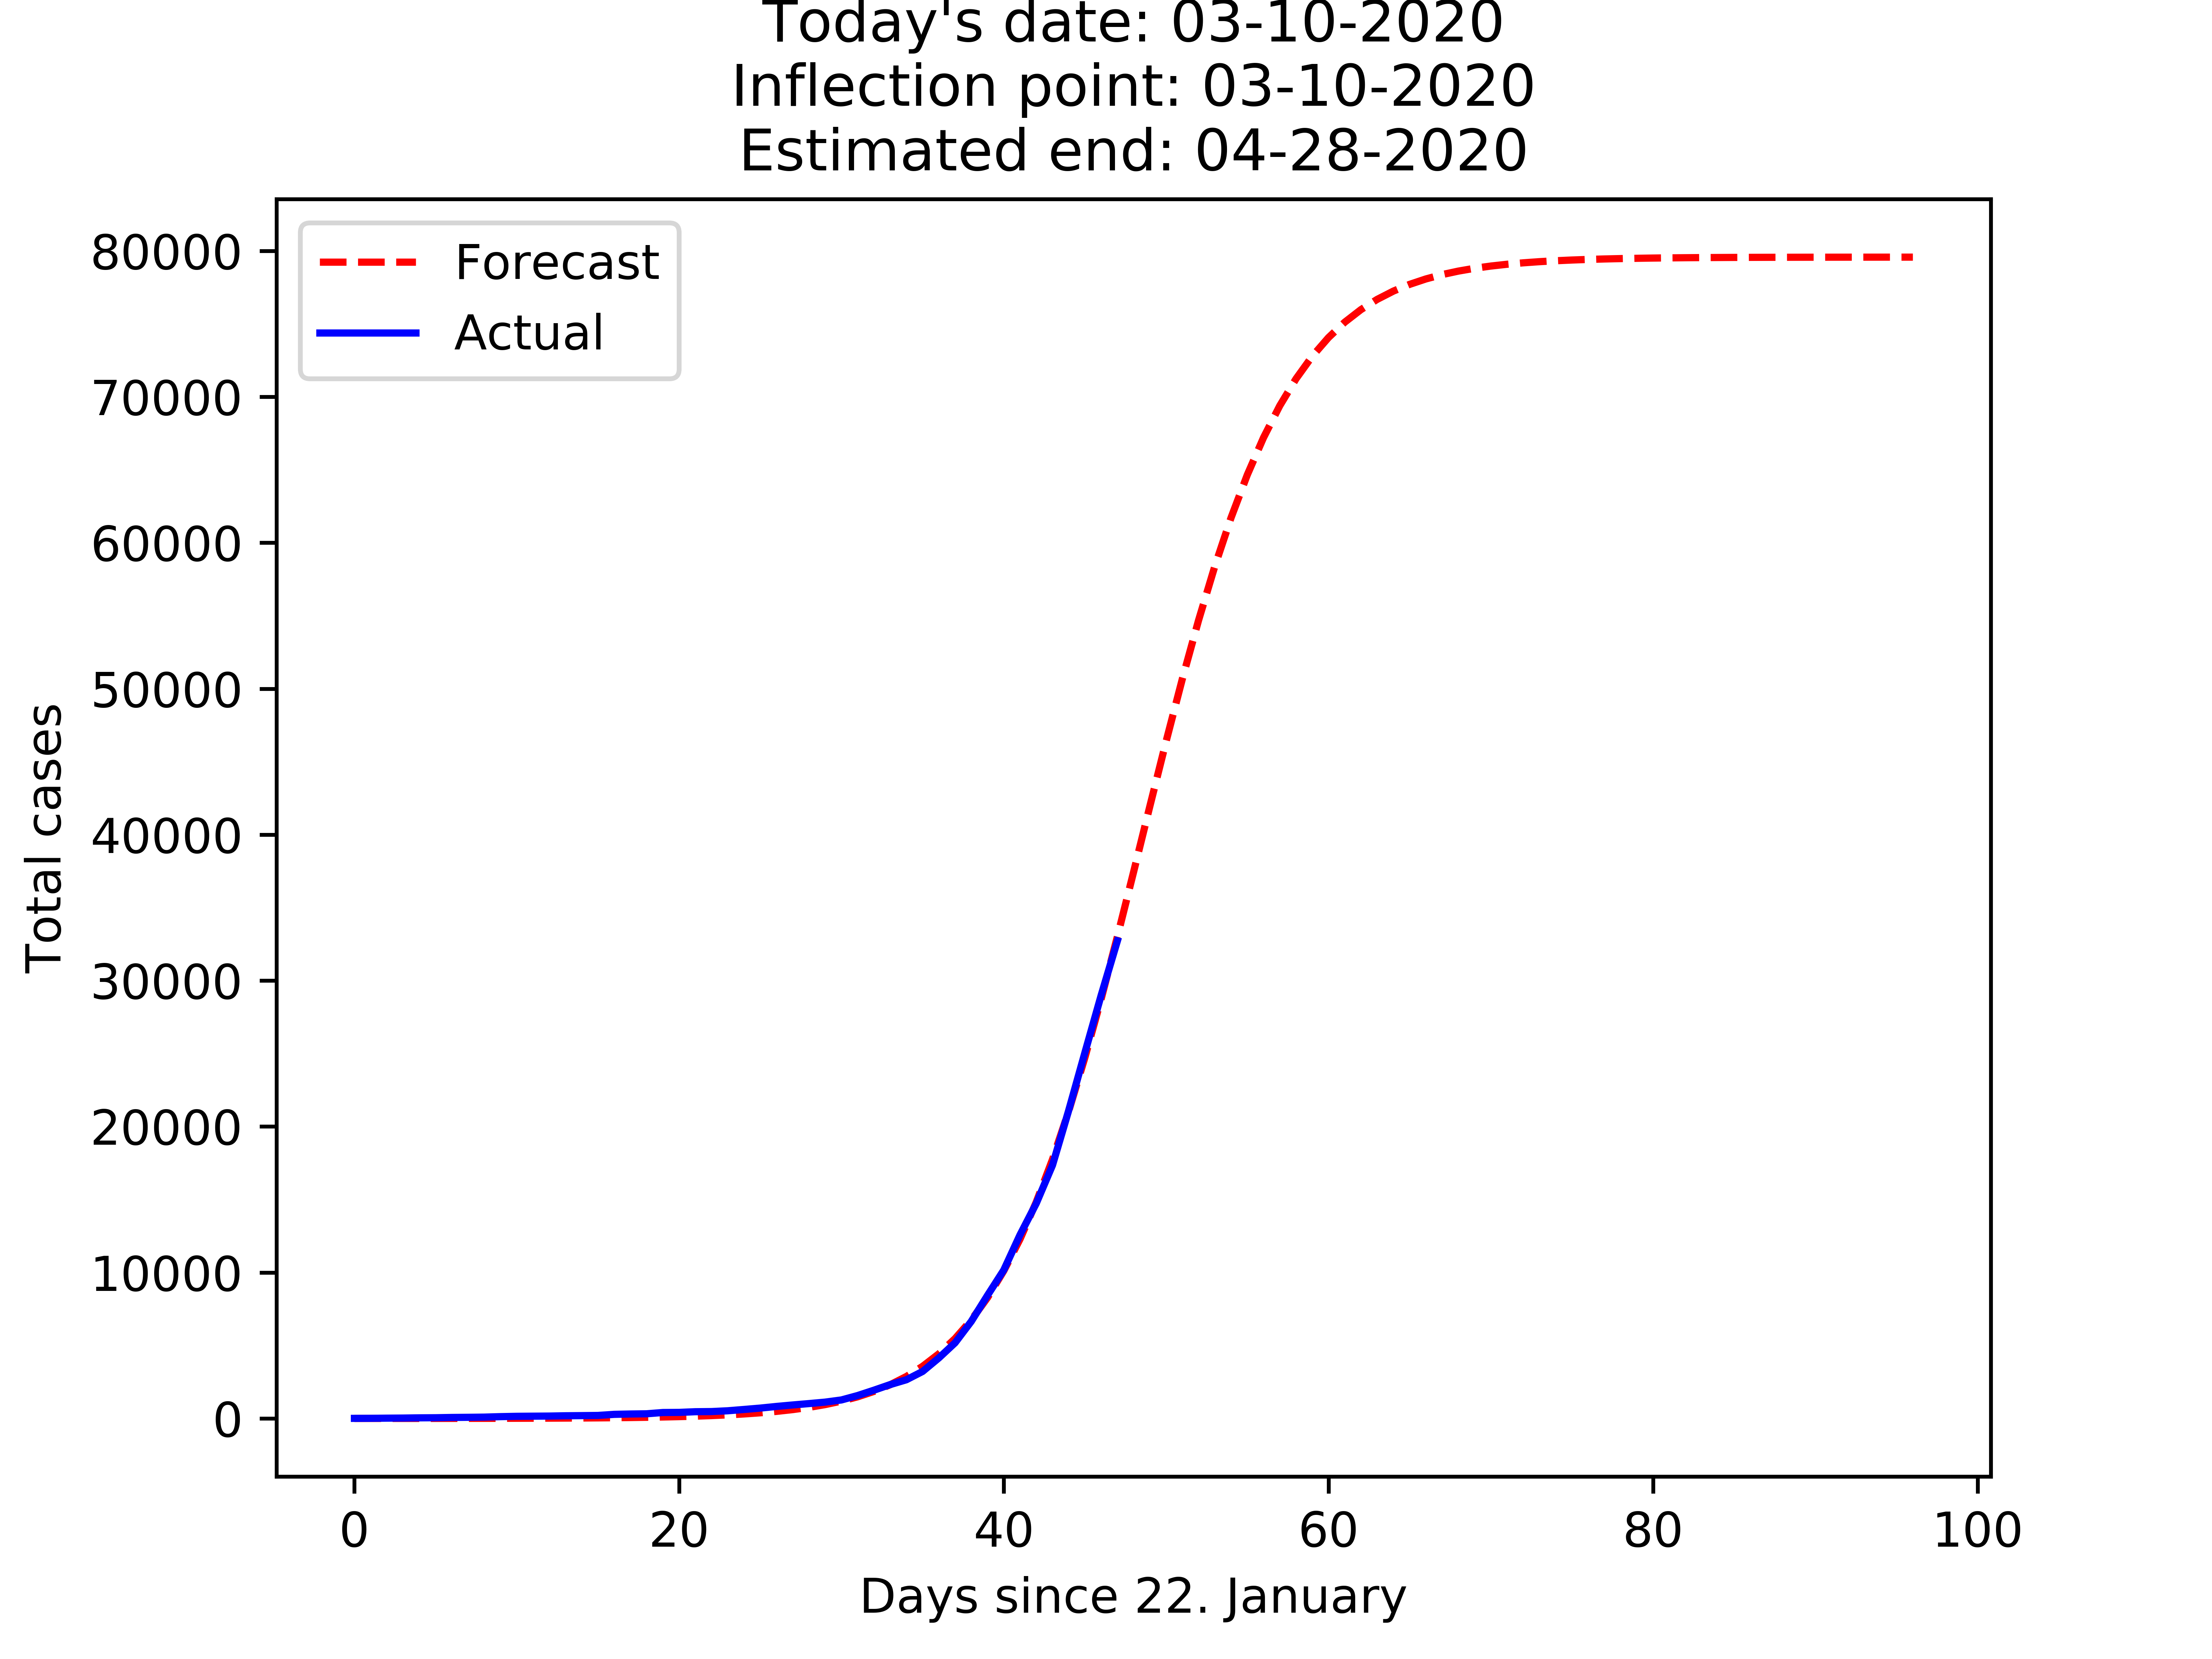 Today's date: 03-10-2020
Inflection point: 03-10-2020
Estimated end: 04-28-2020
Forecast
Actual
80000
70000
60000
50000
40000
30000
20000
10000
0
Total cases
0 20 40 60 80 100
Days since 22. January